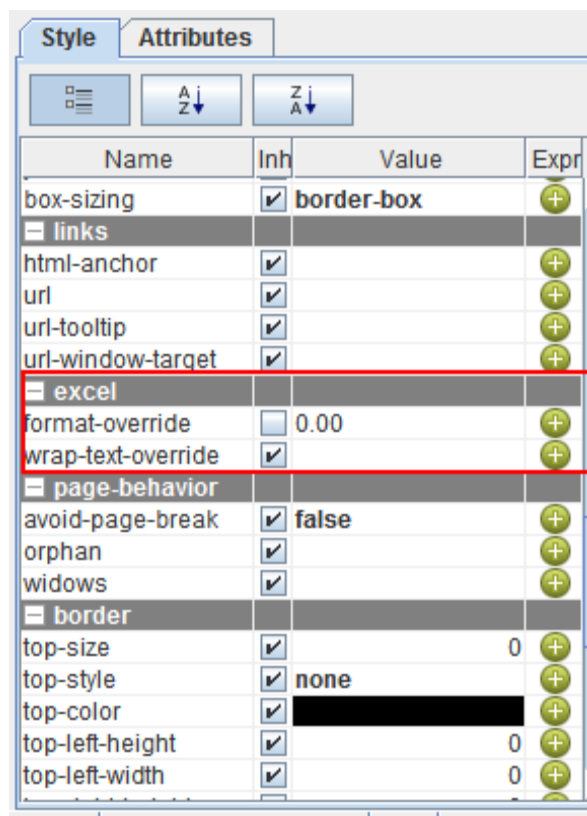 Style Attributes
A Z Z A
Name Inh Value Expr
box-sizing border-box
links
html-anchor
url
url-tooltip
url-window-target
excel
format-override 0.00
wrap-text-override
page-behavior
avoid-page-break false
orphan
widows
border
top-size 0
top-style none
top-color
top-left-height 0
top-left-width 0